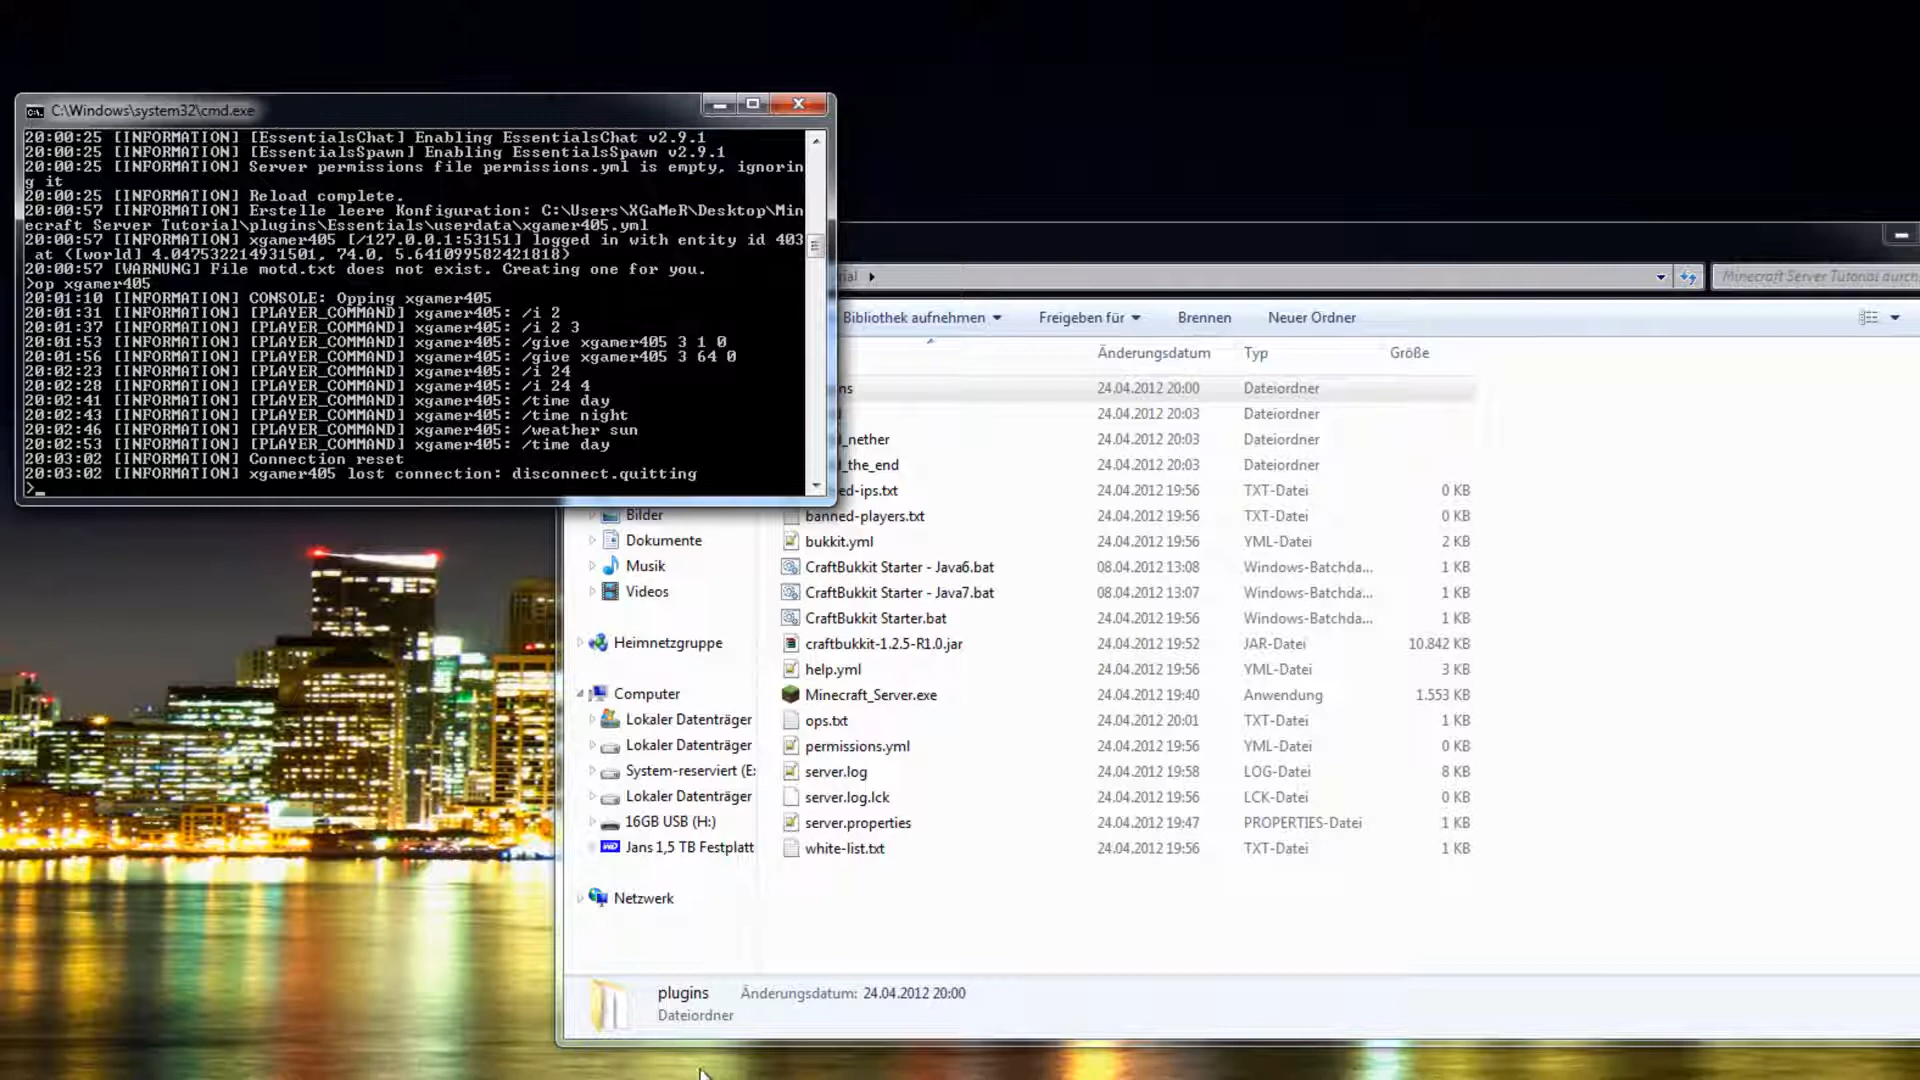 C:\Windows\system32\cmd.exe
20:00:25 [INFORMATION] [EssentialsChat] Enabling EssentialsChat v2.9.1
20:00:25 [INFORMATION] [EssentialsSpawn] Enabling EssentialsSpawn v2.9.1
20:00:25 [INFORMATION] Server permissions file permissions.yml is empty, ignorin
g it
20:00:25 [INFORMATION] Reload complete.
20:00:57 [INFORMATION] Erstelle leere Konfiguration: C:\Users\XGaMeR\Desktop\Min
ecraft Server Tutorial\plugins\Essentials\userdata\xgamer405.yml
20:00:57 [INFORMATION] xgamer405 [/127.0.0.1:53151] logged in with entity id 403
at ([world] 4.047532214931501, 74.0, 5.641099582421818)
20:00:57 [WARNUNG] File motd.txt does not exist. Creating one for you.
>op xgamer405
20:01:10 [INFORMATION] CONSOLE: Opping xgamer405
20:01:31 [INFORMATION] [PLAYER_COMMAND] xgamer405: /i 2
20:01:37 [INFORMATION] [PLAYER_COMMAND] xgamer405: /i 2 3
20:01:53 [INFORMATION] [PLAYER_COMMAND] xgamer405: /give xgamer405 3 1 0
20:01:56 [INFORMATION] [PLAYER_COMMAND] xgamer405: /give xgamer405 3 64 0
20:02:23 [INFORMATION] [PLAYER_COMMAND] xgamer405: /i 24
20:02:28 [INFORMATION] [PLAYER_COMMAND] xgamer405: /i 24 4
20:02:41 [INFORMATION] [PLAYER_COMMAND] xgamer405: /time day
20:02:43 [INFORMATION] [PLAYER_COMMAND] xgamer405: /time night
20:02:46 [INFORMATION] [PLAYER_COMMAND] xgamer405: /weather sun
20:02:53 [INFORMATION] [PLAYER_COMMAND] xgamer405: /time day
20:03:02 [INFORMATION] Connection reset
20:03:02 [INFORMATION] xgamer405 lost connection: disconnect.quitting
>_
rial
Minecraft Server Tutorial durch
Bibliothek aufnehmen Freigeben für Brennen Neuer Ordner
Änderungsdatum Typ Größe
ns 24.04.2012 20:00 Dateiordner
24.04.2012 20:03 Dateiordner
_nether 24.04.2012 20:03 Dateiordner
_the_end 24.04.2012 20:03 Dateiordner
ed-ips.txt 24.04.2012 19:56 TXT-Datei 0 KB
banned-players.txt 24.04.2012 19:56 TXT-Datei 0 KB
bukkit.yml 24.04.2012 19:56 YML-Datei 2 KB
CraftBukkit Starter - Java6.bat 08.04.2012 13:08 Windows-Batchda... 1 KB
CraftBukkit Starter - Java7.bat 08.04.2012 13:07 Windows-Batchda... 1 KB
CraftBukkit Starter.bat 24.04.2012 19:56 Windows-Batchda... 1 KB
craftbukkit-1.2.5-R1.0.jar 24.04.2012 19:52 JAR-Datei 10.842 KB
help.yml 24.04.2012 19:56 YML-Datei 3 KB
Minecraft_Server.exe 24.04.2012 19:40 Anwendung 1.553 KB
ops.txt 24.04.2012 20:01 TXT-Datei 1 KB
permissions.yml 24.04.2012 19:56 YML-Datei 0 KB
server.log 24.04.2012 19:58 LOG-Datei 8 KB
server.log.lck 24.04.2012 19:56 LCK-Datei 0 KB
server.properties 24.04.2012 19:47 PROPERTIES-Datei 1 KB
white-list.txt 24.04.2012 19:56 TXT-Datei 1 KB
Bilder
Dokumente
Musik
Videos
Heimnetzgruppe
Computer
Lokaler Datenträger
Lokaler Datenträger
System-reserviert (E:
Lokaler Datenträger
16GB USB (H:)
Jans 1,5 TB Festplatt
Netzwerk
plugins Änderungsdatum: 24.04.2012 20:00
Dateiordner